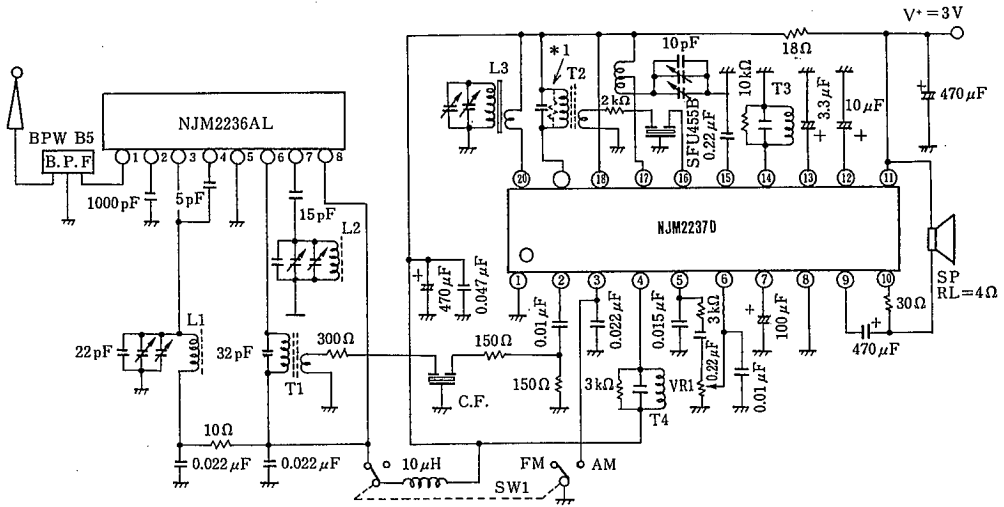 V+ = 3V
18Ω
470μF
L3
*1
T2
10pF
2kΩ
SFU455B
0.22μF
10kΩ
T3
3.3μF
10μF
NJM2236AL
BPW B5
B.P.F
1 2 3 4 5 6 7 8
1000pF
5pF
15pF
L2
20 18 17 16 15 14 13 12 11
NJM2237D
1 2 3 4 5 6 7 8 9 10
SP
RL=4Ω
470μF
0.047μF
0.01μF
0.022μF
0.015μF
3kΩ
100μF
30Ω
470μF
L1
22pF
32pF
T1
300Ω
150Ω
150Ω
C.F.
3kΩ
T4
VR1
0.22μF
0.01μF
10Ω
0.022μF
0.022μF
10μH
SW1
FM
AM